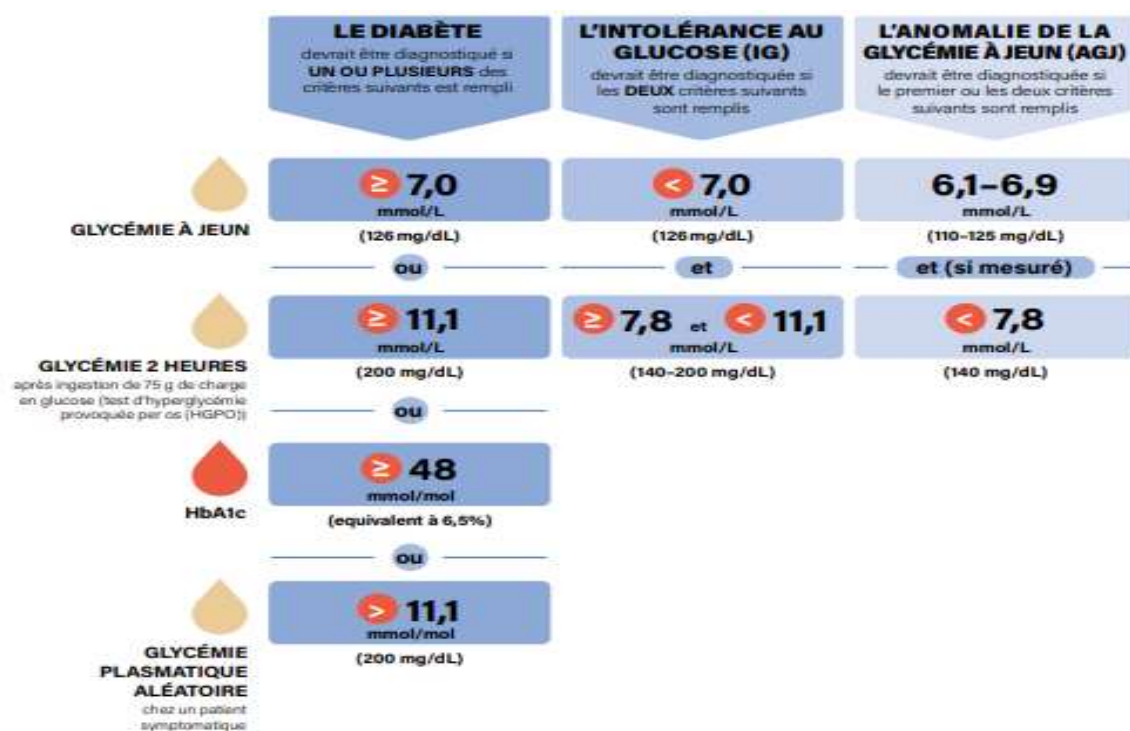 LE DIABÈTE
devrait être diagnostiqué si
UN OU PLUSIEURS des
critères suivants est rempli
L'INTOLÉRANCE AU
GLUCOSE (IG)
devrait être diagnostiquée si
les DEUX critères suivants
sont remplis
L'ANOMALIE DE LA
GLYCÉMIE À JEUN (AGJ)
devrait être diagnostiquée si
le premier ou les deux critères
suivants sont remplis
GLYCÉMIE À JEUN
≥ 7,0
mmol/L
(126 mg/dL)
< 7,0
mmol/L
(126 mg/dL)
6,1–6,9
mmol/L
(110–125 mg/dL)
ou
et
et (si mesuré)
GLYCÉMIE 2 HEURES
après ingestion de 75 g de charge
en glucose (test d'hyperglycémie
provoquée per os (HGPO))
≥ 11,1
mmol/L
(200 mg/dL)
≥ 7,8 et < 11,1
mmol/L
(140–200 mg/dL)
< 7,8
mmol/L
(140 mg/dL)
ou
HbA1c
≥ 48
mmol/mol
(equivalent à 6,5%)
ou
GLYCÉMIE
PLASMATIQUE
ALÉATOIRE
chez un patient
symptomatique
> 11,1
mmol/mol
(200 mg/dL)